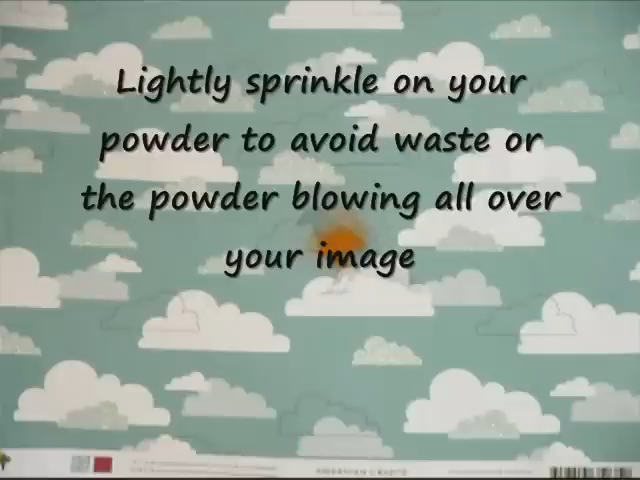 Lightly sprinkle on your
powder to avoid waste or
the powder blowing all over
your image